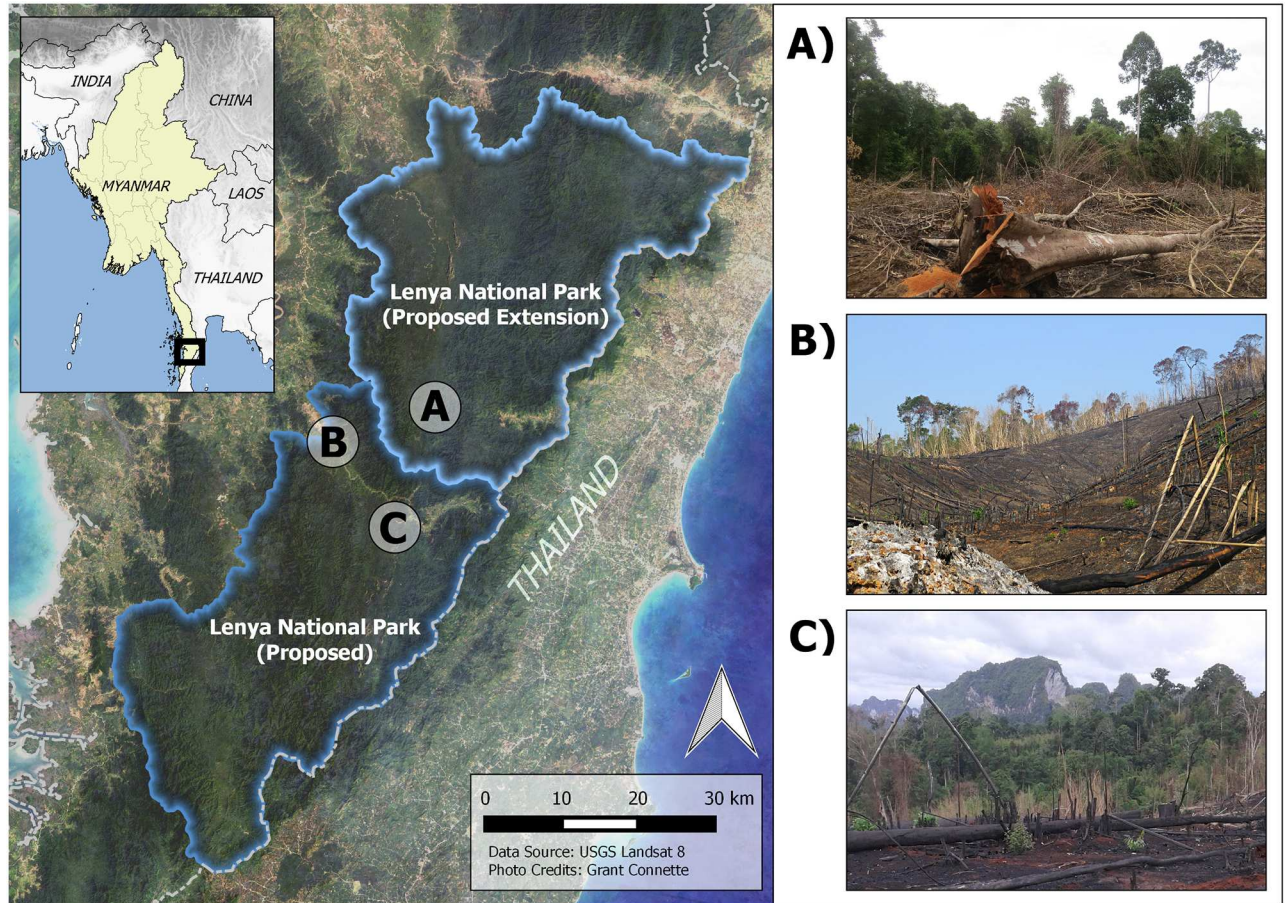 INDIA
CHINA
MYANMAR
LAOS
THAILAND
Lenya National Park
(Proposed Extension)
A
B
C
THAILAND
Lenya National Park
(Proposed)
0 10 20 30 km
Data Source: USGS Landsat 8
Photo Credits: Grant Connette
A)
B)
C)